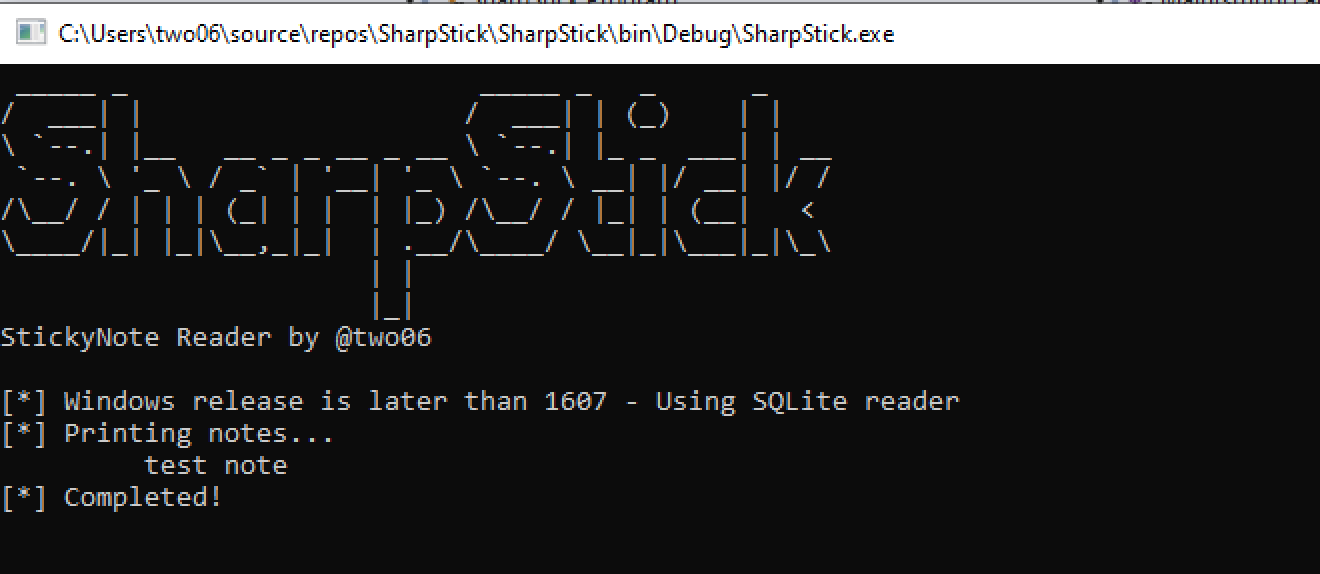 C:\Users\two06\source\repos\SharpStick\SharpStick\bin\Debug\SharpStick.exe
SharpStick
StickyNote Reader by @two06
[*] Windows release is later than 1607 - Using SQLite reader
[*] Printing notes...
test note
[*] Completed!